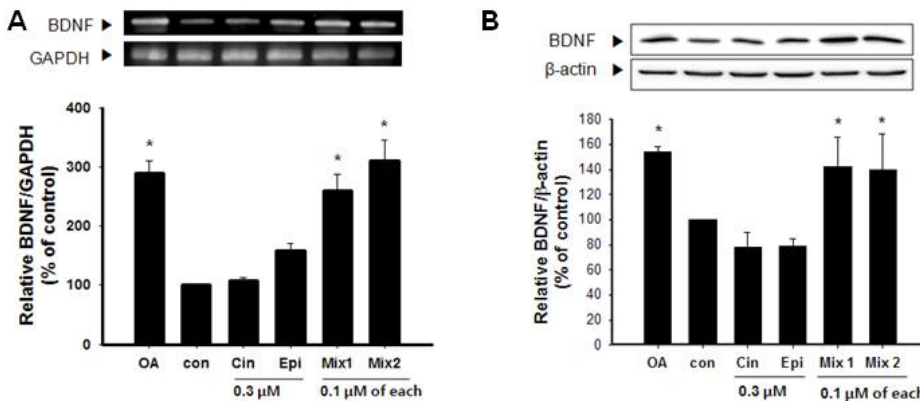 A
BDNF ▶
GAPDH ▶
Relative BDNF/GAPDH
(% of control)
400
300
200
100
0
* * *
OA con Cin Epi Mix1 Mix2
0.3 µM 0.1 µM of each
B
BDNF ▶
β-actin ▶
Relative BDNF/β-actin
(% of control)
180
160
140
120
100
80
60
40
20
0
* * *
OA con Cin Epi Mix 1 Mix 2
0.3 µM 0.1 µM of each